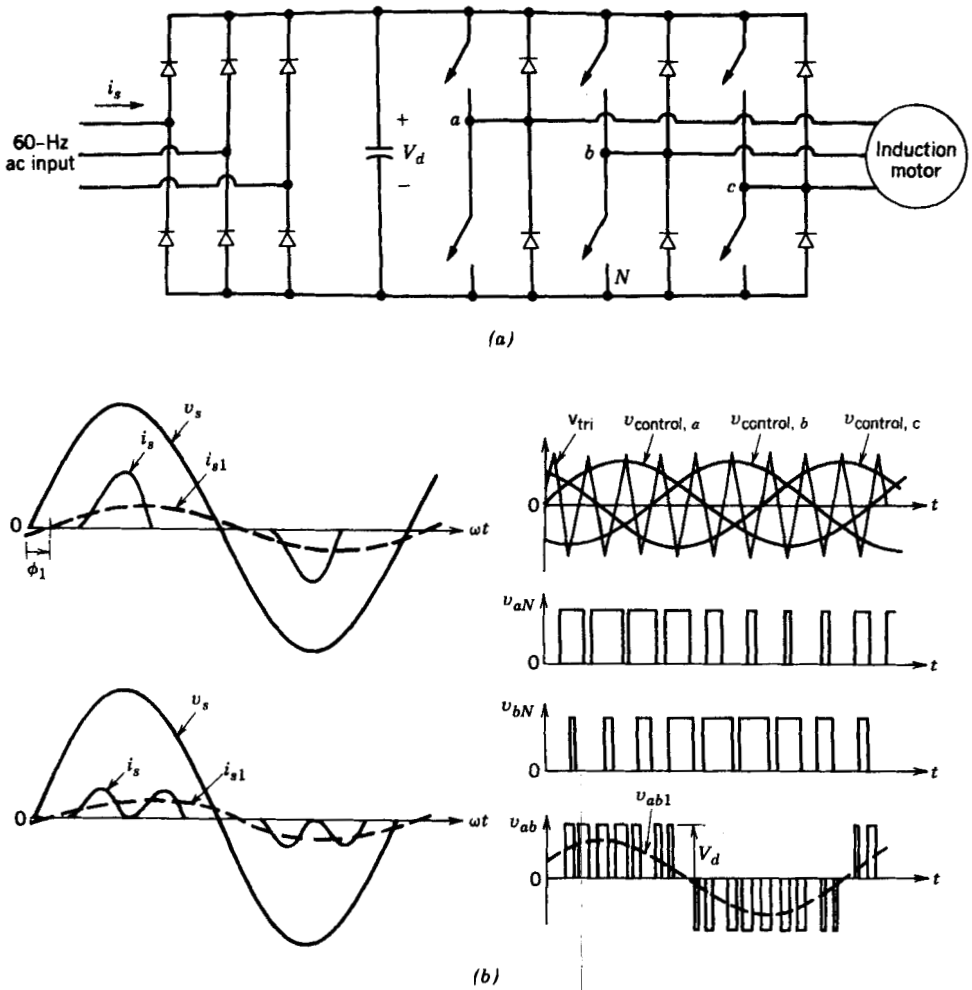 i_s
60-Hz
ac input
+
V_d
−
a
b
c
N
Induction
motor
(a)
v_s
i_s
i_s1
0
ωt
ϕ_1
v_tri
v_control, a
v_control, b
v_control, c
0
t
v_aN
0
t
v_s
i_s
i_s1
0
ωt
v_bN
0
t
v_ab1
v_ab
V_d
0
t
(b)